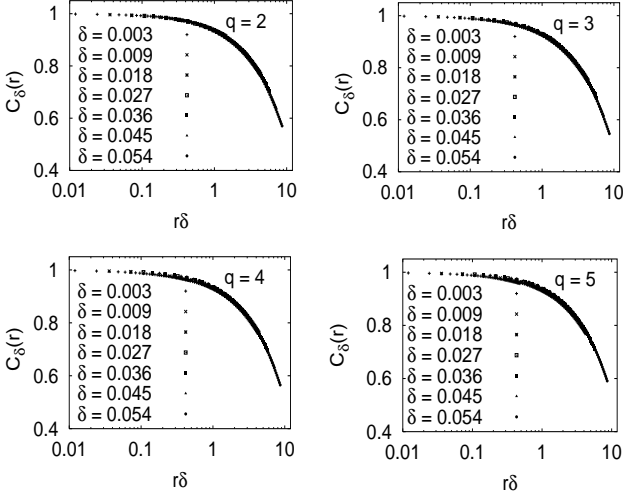 q = 2
C_δ(r)
1
0.8
0.6
0.4
δ = 0.003
δ = 0.009
δ = 0.018
δ = 0.027
δ = 0.036
δ = 0.045
δ = 0.054
0.01 0.1 1 10
rδ
q = 3
C_δ(r)
1
0.8
0.6
0.4
δ = 0.003
δ = 0.009
δ = 0.018
δ = 0.027
δ = 0.036
δ = 0.045
δ = 0.054
0.01 0.1 1 10
rδ
q = 4
C_δ(r)
1
0.8
0.6
0.4
δ = 0.003
δ = 0.009
δ = 0.018
δ = 0.027
δ = 0.036
δ = 0.045
δ = 0.054
0.01 0.1 1 10
rδ
q = 5
C_δ(r)
1
0.8
0.6
0.4
δ = 0.003
δ = 0.009
δ = 0.018
δ = 0.027
δ = 0.036
δ = 0.045
δ = 0.054
0.01 0.1 1 10
rδ